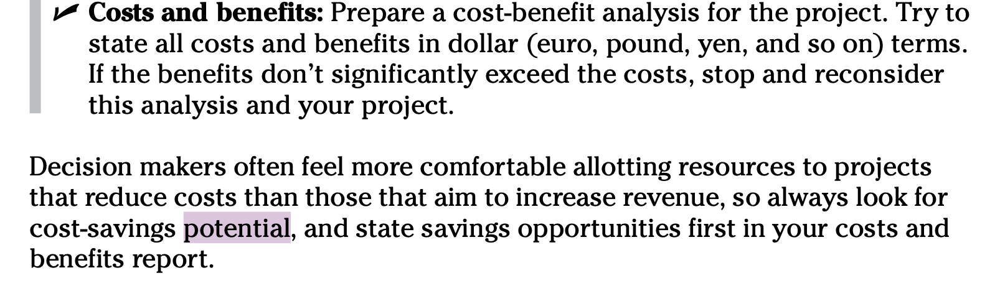 ✓ Costs and benefits: Prepare a cost-benefit analysis for the project. Try to
state all costs and benefits in dollar (euro, pound, yen, and so on) terms.
If the benefits don’t significantly exceed the costs, stop and reconsider
this analysis and your project.
Decision makers often feel more comfortable allotting resources to projects
that reduce costs than those that aim to increase revenue, so always look for
cost-savings potential, and state savings opportunities first in your costs and
benefits report.